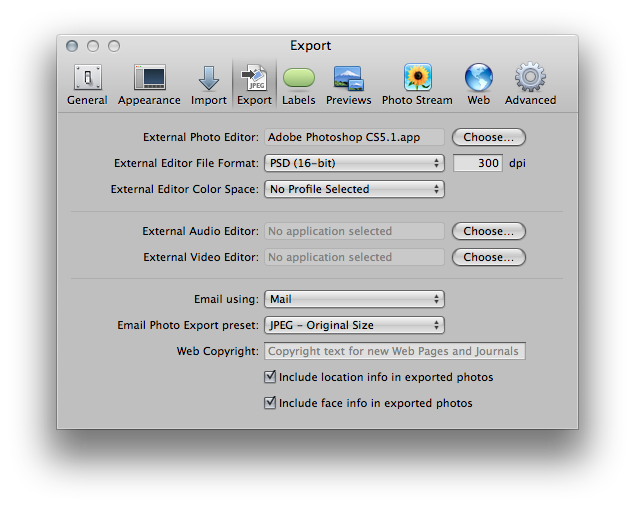 Export
General Appearance Import Export Labels Previews Photo Stream Web Advanced
JPEG
External Photo Editor: Adobe Photoshop CS5.1.app Choose...
External Editor File Format: PSD (16-bit) 300 dpi
External Editor Color Space: No Profile Selected
External Audio Editor: No application selected Choose...
External Video Editor: No application selected Choose...
Email using: Mail
Email Photo Export preset: JPEG - Original Size
Web Copyright: Copyright text for new Web Pages and Journals
Include location info in exported photos
Include face info in exported photos